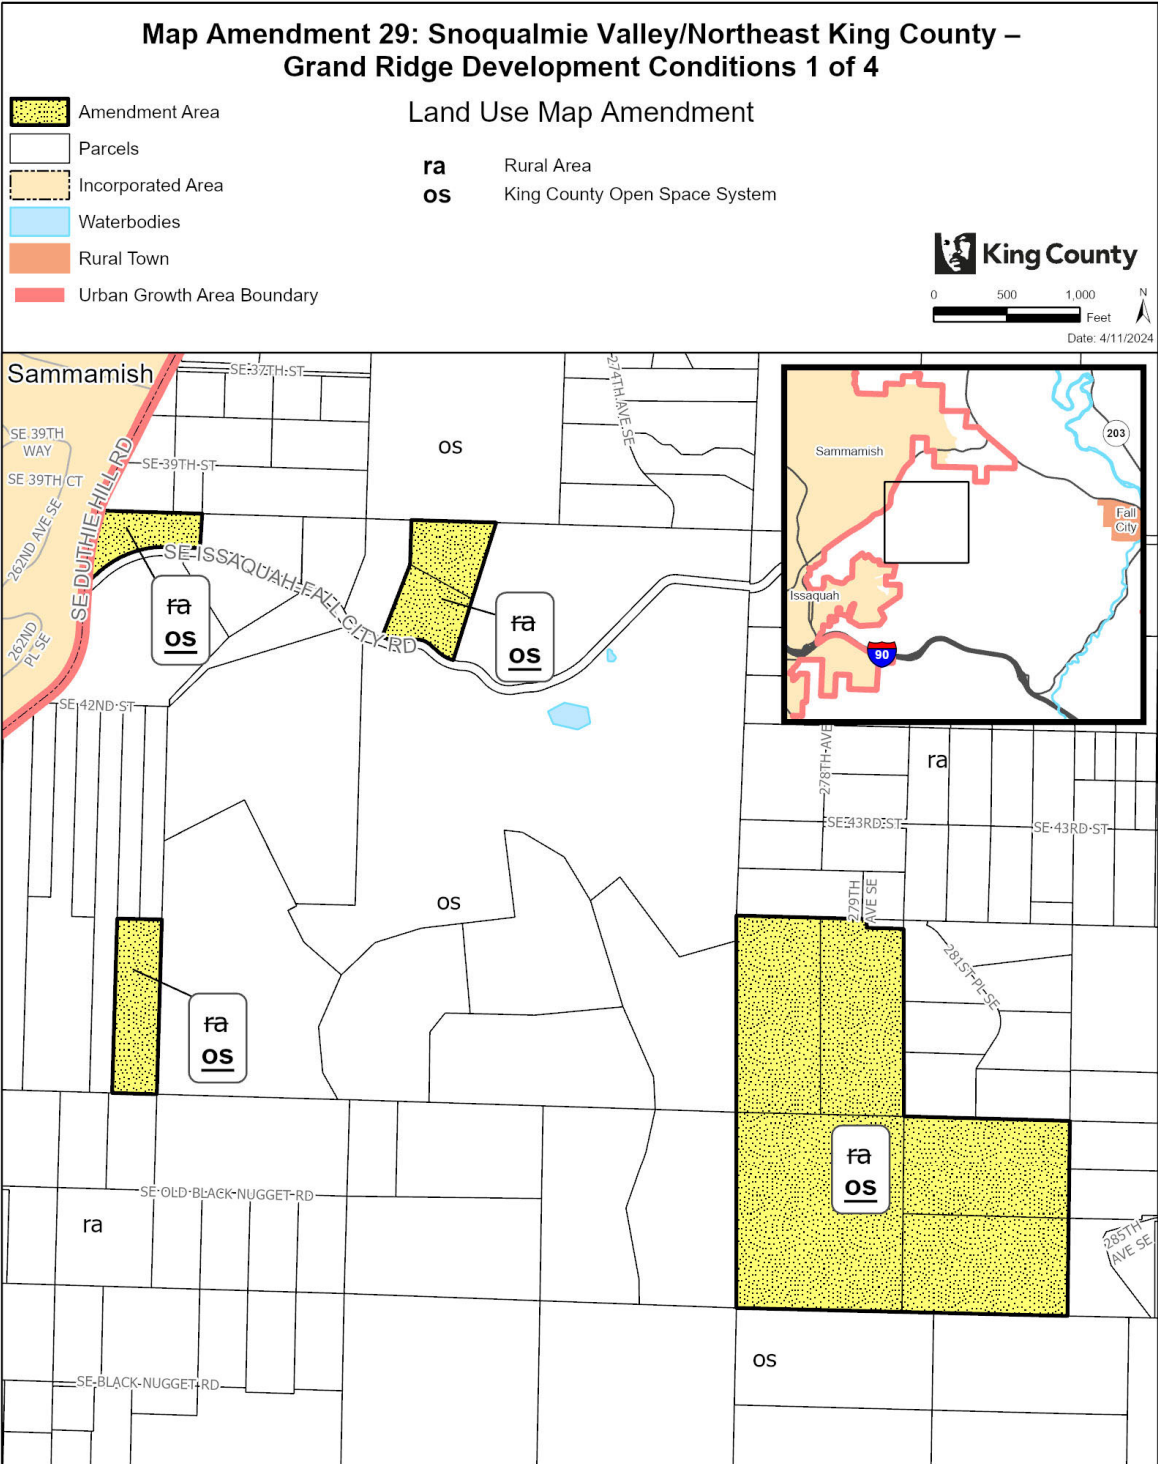 Map Amendment 29: Snoqualmie Valley/Northeast King County –
Grand Ridge Development Conditions 1 of 4
Amendment Area
Parcels
Incorporated Area
Waterbodies
Rural Town
Urban Growth Area Boundary
Land Use Map Amendment
ra Rural Area
os King County Open Space System
King County
0 500 1,000
Feet
N
Date: 4/11/2024
Sammamish
SE 37TH ST
274TH AVE SE
SE 39TH
WAY
SE 39TH ST
SE 39TH CT
262ND AVE SE
SE DUTHIE HILL RD
os
SE ISSAQUAH-FALL CITY RD
ra
os
ra
os
262ND
PL SE
SE 42ND ST
Sammamish
203
Fall
City
Issaquah
90
278TH AVE
ra
SE 43RD ST
SE 43RD ST
279TH
AVE SE
os
281ST PL SE
ra
os
ra
os
SE OLD BLACK NUGGET RD
ra
285TH
AVE SE
os
SE BLACK NUGGET RD